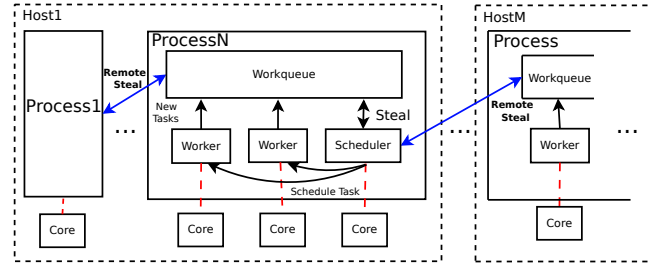 Host1
HostM
ProcessN
Process
Remote
Steal
Workqueue
Workqueue
Process1
New
Tasks
Steal
Remote
Steal
...
...
...
Worker
Worker
Scheduler
Worker
Schedule Task
Core
Core
Core
Core
Core